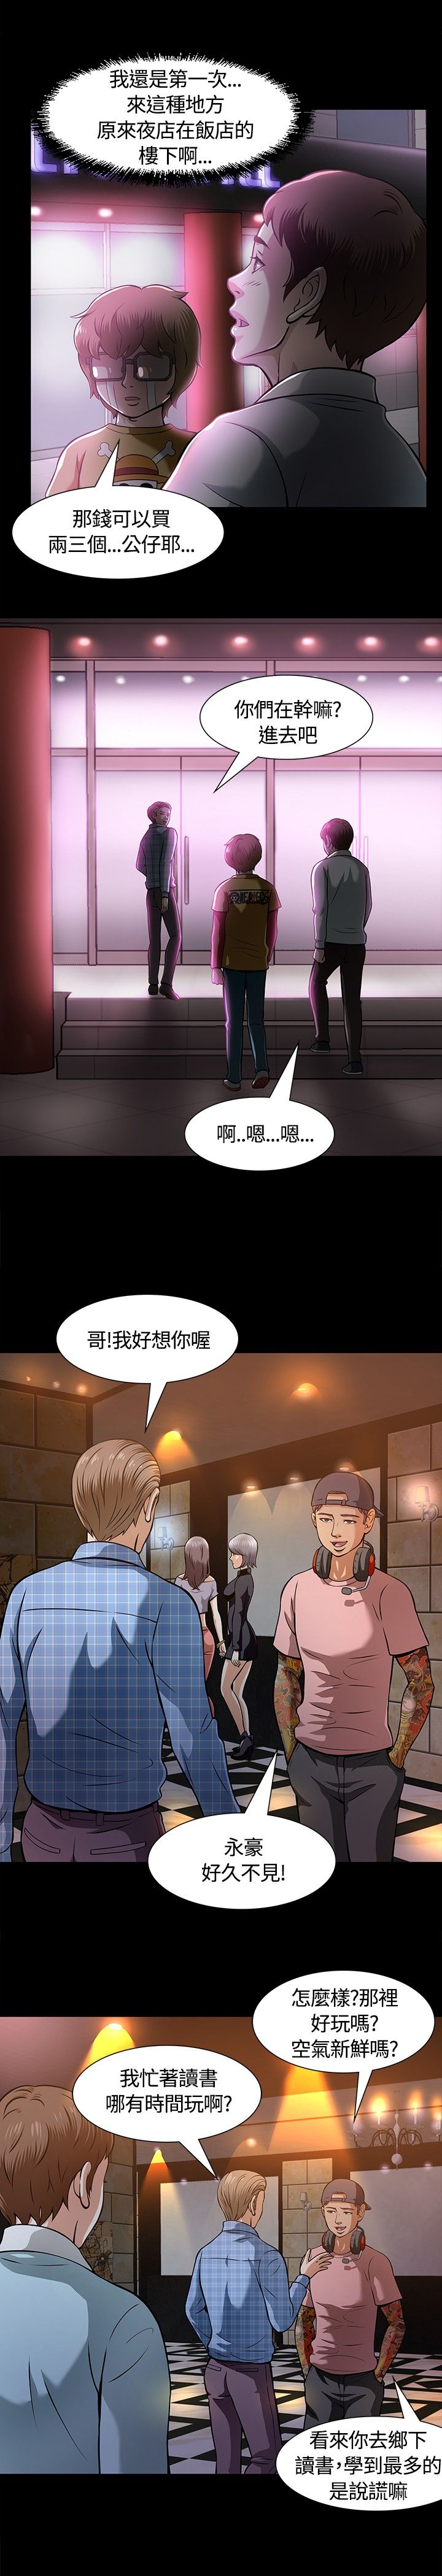 我還是第一次...
來這種地方
原來夜店在飯店的
樓下啊...
那錢可以買
兩三個...公仔耶...
你們在幹嘛?
進去吧
啊..嗯...嗯...
哥!我好想你喔
永豪
好久不見!
怎麼樣?那裡
好玩嗎?
空氣新鮮嗎?
我忙著讀書
哪有時間玩啊?
看來你去鄉下
讀書,學到最多的
是說謊嘛